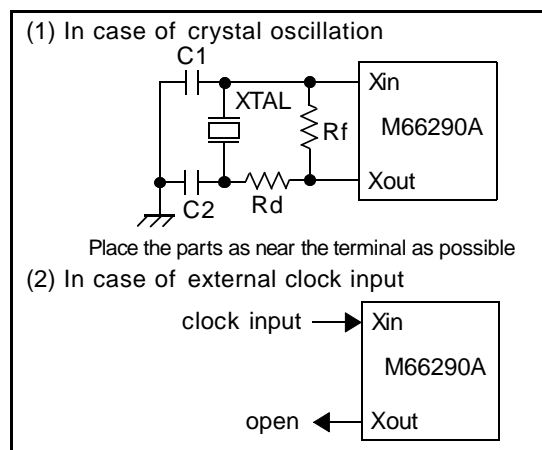 (1) In case of crystal oscillation
C1
XTAL
Xin
Rf
M66290A
Xout
C2
Rd
Place the parts as near the terminal as possible
(2) In case of external clock input
clock input
Xin
M66290A
open
Xout